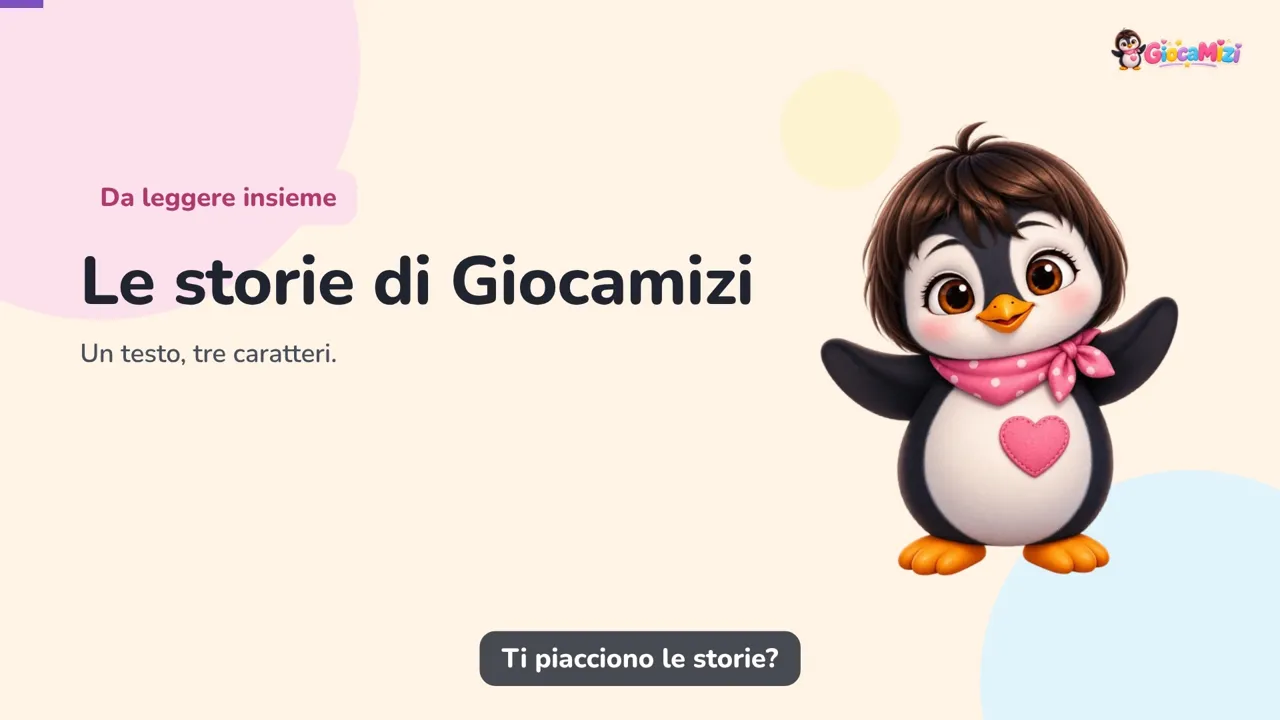 GiocaMizi
Da leggere insieme
Le storie di Giocamizi
Un testo, tre caratteri.
Ti piacciono le storie?